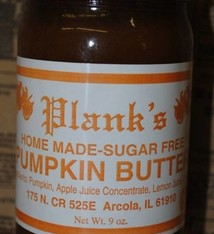 Plank's
HOME MADE-SUGAR FREE
PUMPKIN BUTTER
Pumpkin, Apple Juice Concentrate, Lemon Juice
175 N. CR 525E Arcola, IL 61910
Net Wt. 9 oz.